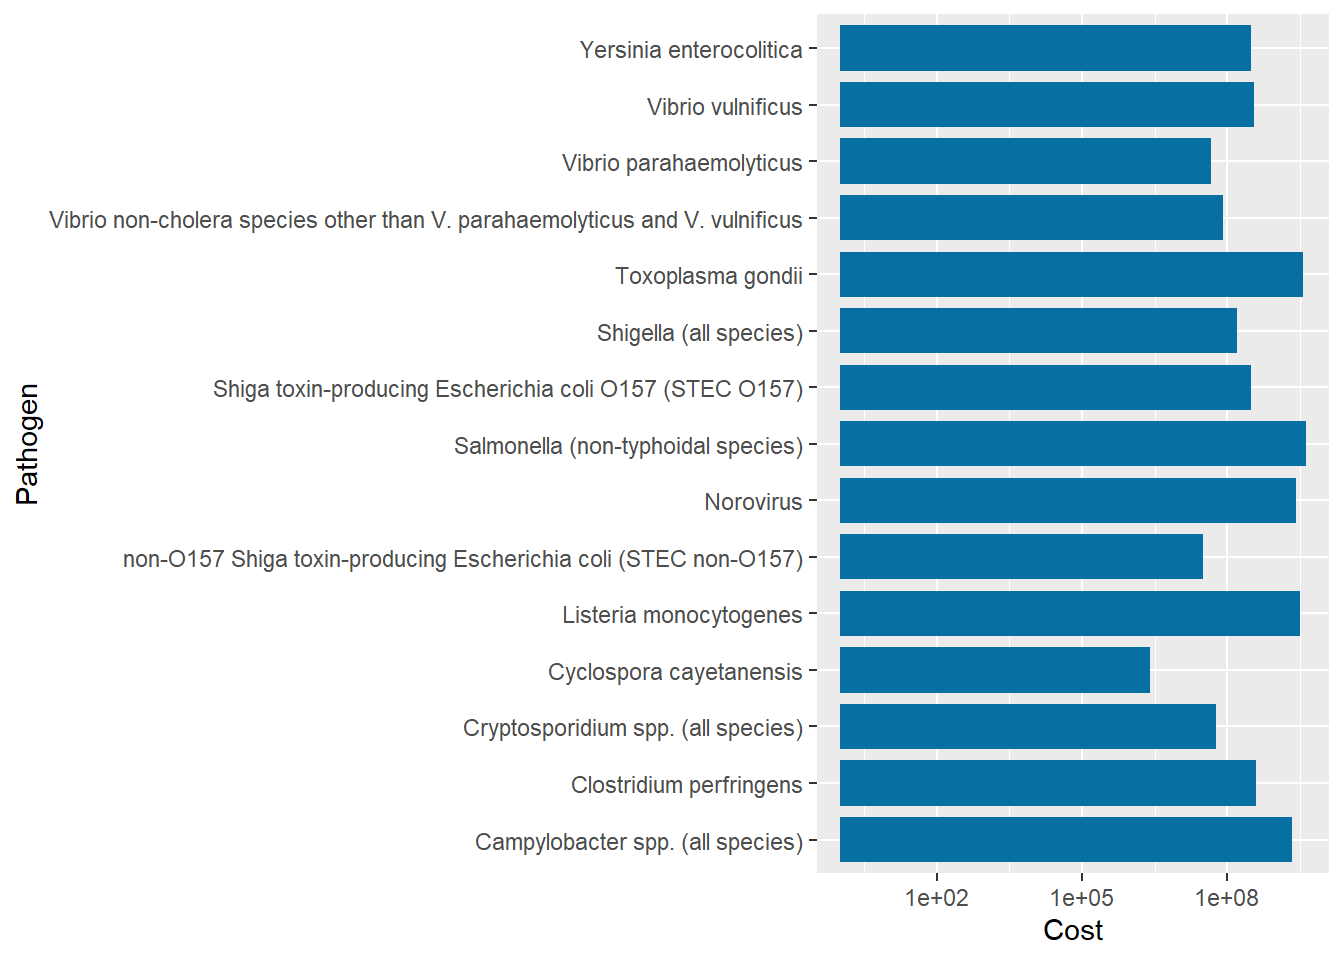 Yersinia enterocolitica
Vibrio vulnificus
Vibrio parahaemolyticus
Vibrio non-cholera species other than V. parahaemolyticus and V. vulnificus
Toxoplasma gondii
Shigella (all species)
Shiga toxin-producing Escherichia coli O157 (STEC O157)
Salmonella (non-typhoidal species)
Norovirus
non-O157 Shiga toxin-producing Escherichia coli (STEC non-O157)
Listeria monocytogenes
Cyclospora cayetanensis
Cryptosporidium spp. (all species)
Clostridium perfringens
Campylobacter spp. (all species)
Pathogen
1e+02 1e+05 1e+08
Cost